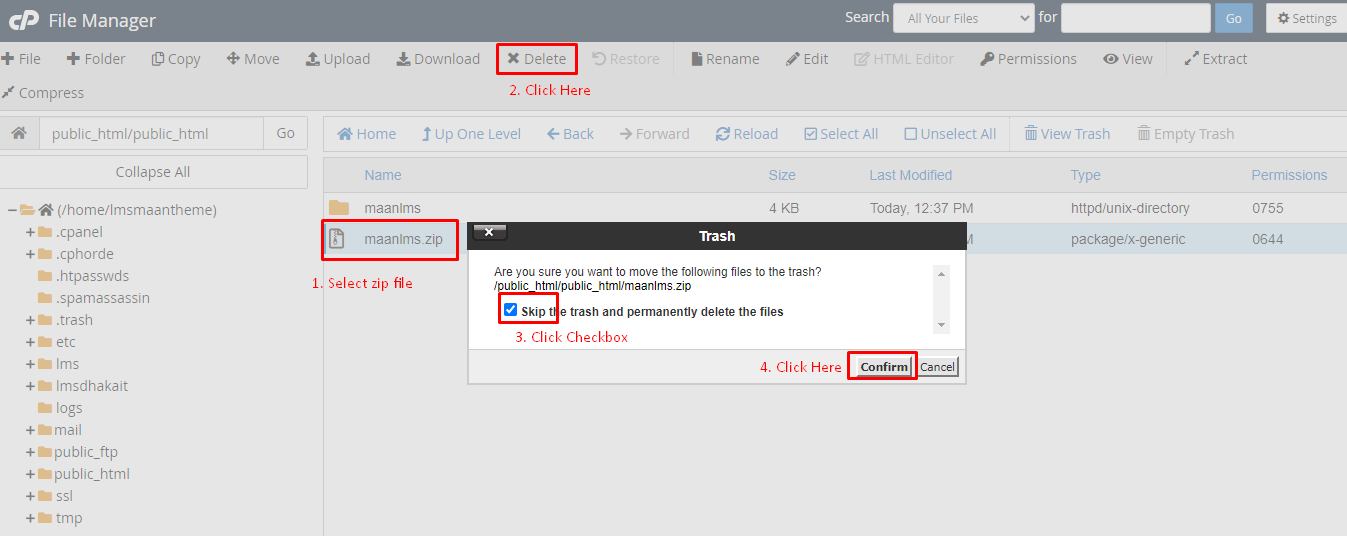 cP File Manager
Search All Your Files for Go Settings
File Folder Copy Move Upload Download Delete Restore Rename Edit HTML Editor Permissions View Extract
2. Click Here
Compress
public_html/public_html Go
Home Up One Level Back Forward Reload Select All Unselect All View Trash Empty Trash
Collapse All
Name Size Last Modified Type Permissions
(/home/lmsmaantheme)
.cpanel
.cphorde
.htpasswds
.spamassassin
.trash
etc
lms
lmsdhakait
logs
mail
public_ftp
public_html
ssl
tmp
maanlms 4 KB Today, 12:37 PM httpd/unix-directory 0755
maanlms.zip M package/x-generic 0644
1. Select zip file
Trash
Are you sure you want to move the following files to the trash?
/public_html/public_html/maanlms.zip
Skip the trash and permanently delete the files
3. Click Checkbox
4. Click Here Confirm Cancel